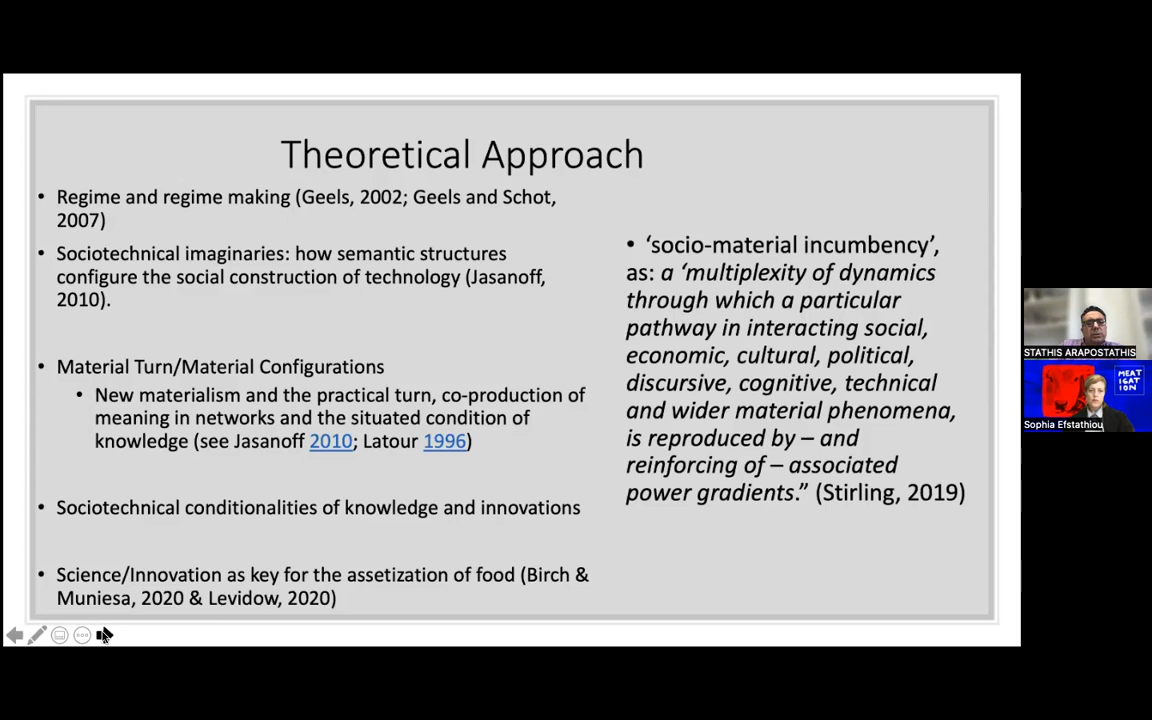 Theoretical Approach
• Regime and regime making (Geels, 2002; Geels and Schot,
2007)
• Sociotechnical imaginaries: how semantic structures
configure the social construction of technology (Jasanoff,
2010).
• Material Turn/Material Configurations
• New materialism and the practical turn, co-production of
meaning in networks and the situated condition of
knowledge (see Jasanoff 2010; Latour 1996)
• Sociotechnical conditionalities of knowledge and innovations
• Science/Innovation as key for the assetization of food (Birch &
Muniesa, 2020 & Levidow, 2020)
• ‘socio-material incumbency’,
as: a ‘multiplexity of dynamics
through which a particular
pathway in interacting social,
economic, cultural, political,
discursive, cognitive, technical
and wider material phenomena,
is reproduced by – and
reinforcing of – associated
power gradients.” (Stirling, 2019)
STATHIS ARAPOSTATHIS
MEAT
IGAT
ION
Sophia Efstathiou